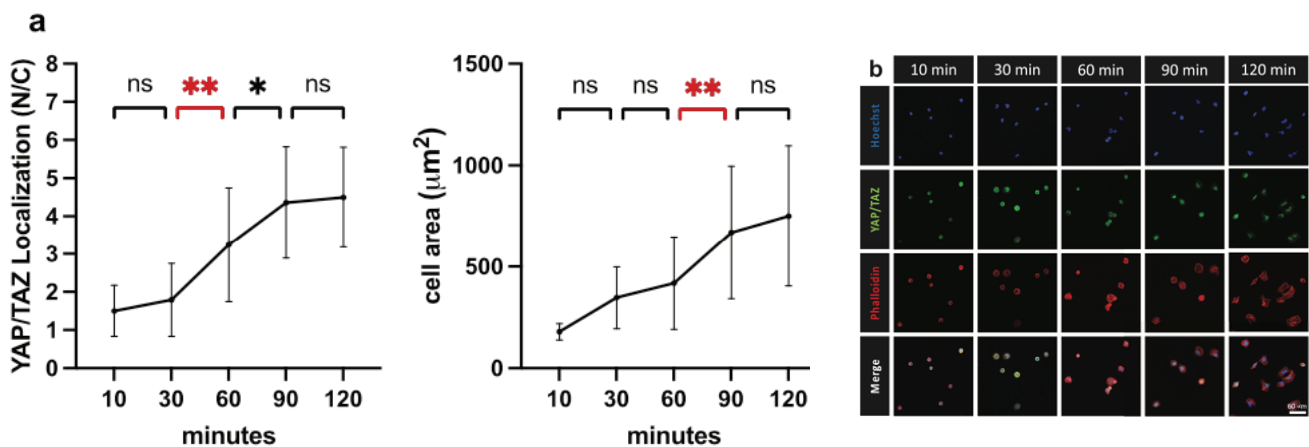 a
YAP/TAZ Localization (N/C)
8
7
6
5
4
3
2
1
0
ns
**
*
ns
10 30 60 90 120
minutes
cell area (μm²)
1500
1000
500
0
ns
ns
**
ns
10 30 60 90 120
minutes
b
10 min 30 min 60 min 90 min 120 min
Hoechst
YAP/TAZ
Phalloidin
Merge